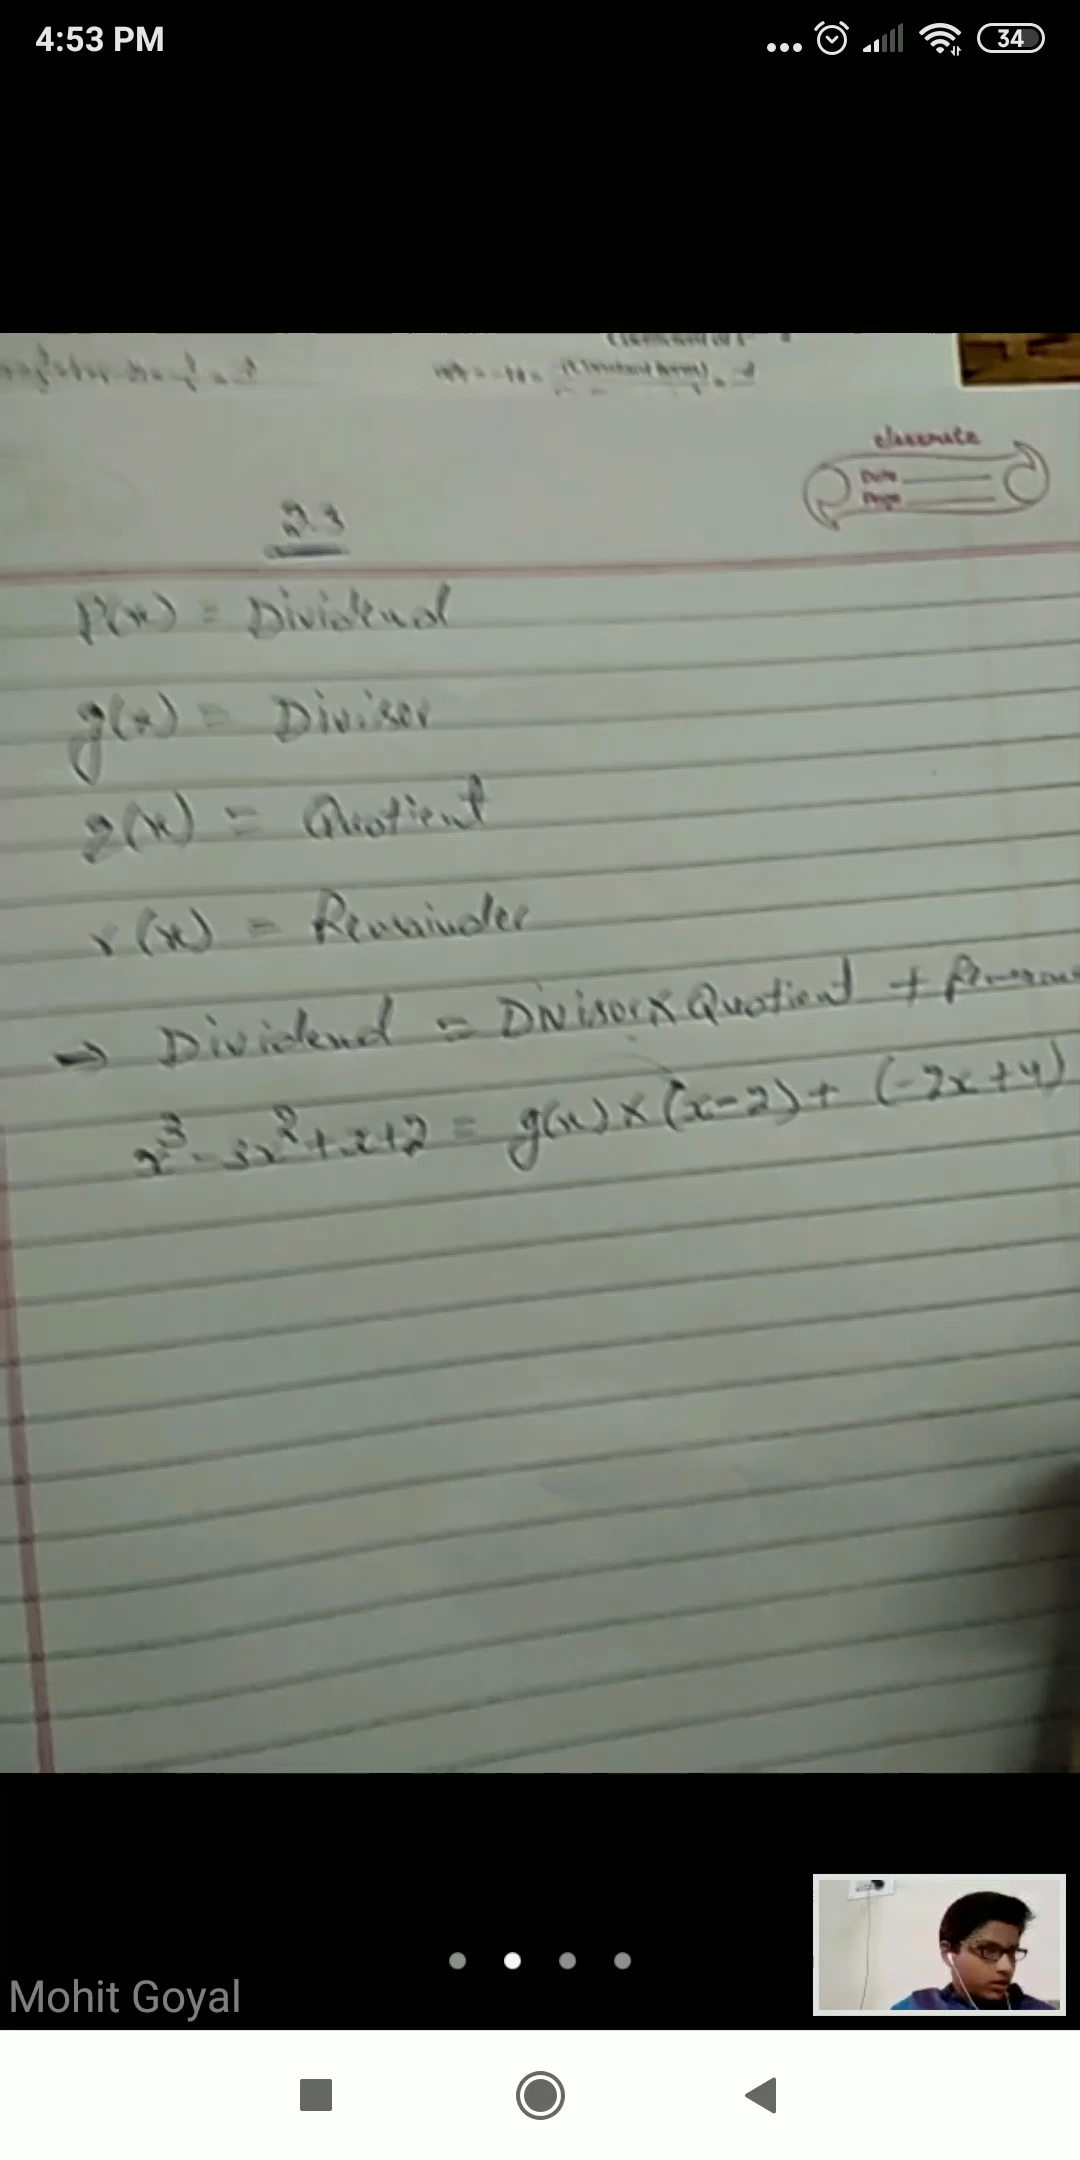 4:53 PM
34
classmate
Date
Page
2.3
P(x) = Dividend
g(x) = Diviser
q(x) = Quotient
r(x) = Remainder
⇒ Dividend = Divisor x Quotient +
x³ - 3x² + x + 2 = g(x) x (x-2) + (-2x+4)
Mohit Goyal